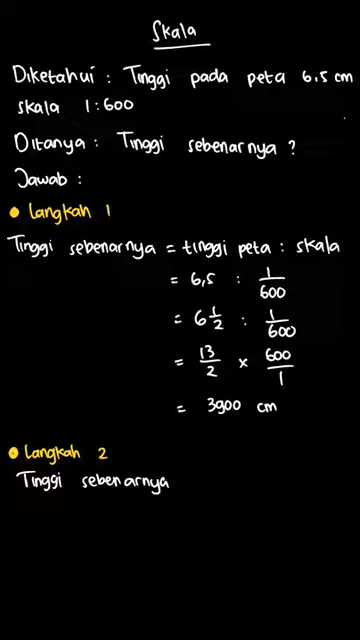 Skala
Diketahui : Tinggi pada peta 6,5 cm
skala 1:600
Ditanya : Tinggi sebenarnya ?
Jawab :
• Langkah 1
Tinggi sebenarnya = tinggi peta : skala
= 6,5 : 1/600
= 6 1/2 : 1/600
= 13/2 × 600/1
= 3900 cm
• Langkah 2
Tinggi sebenarnya